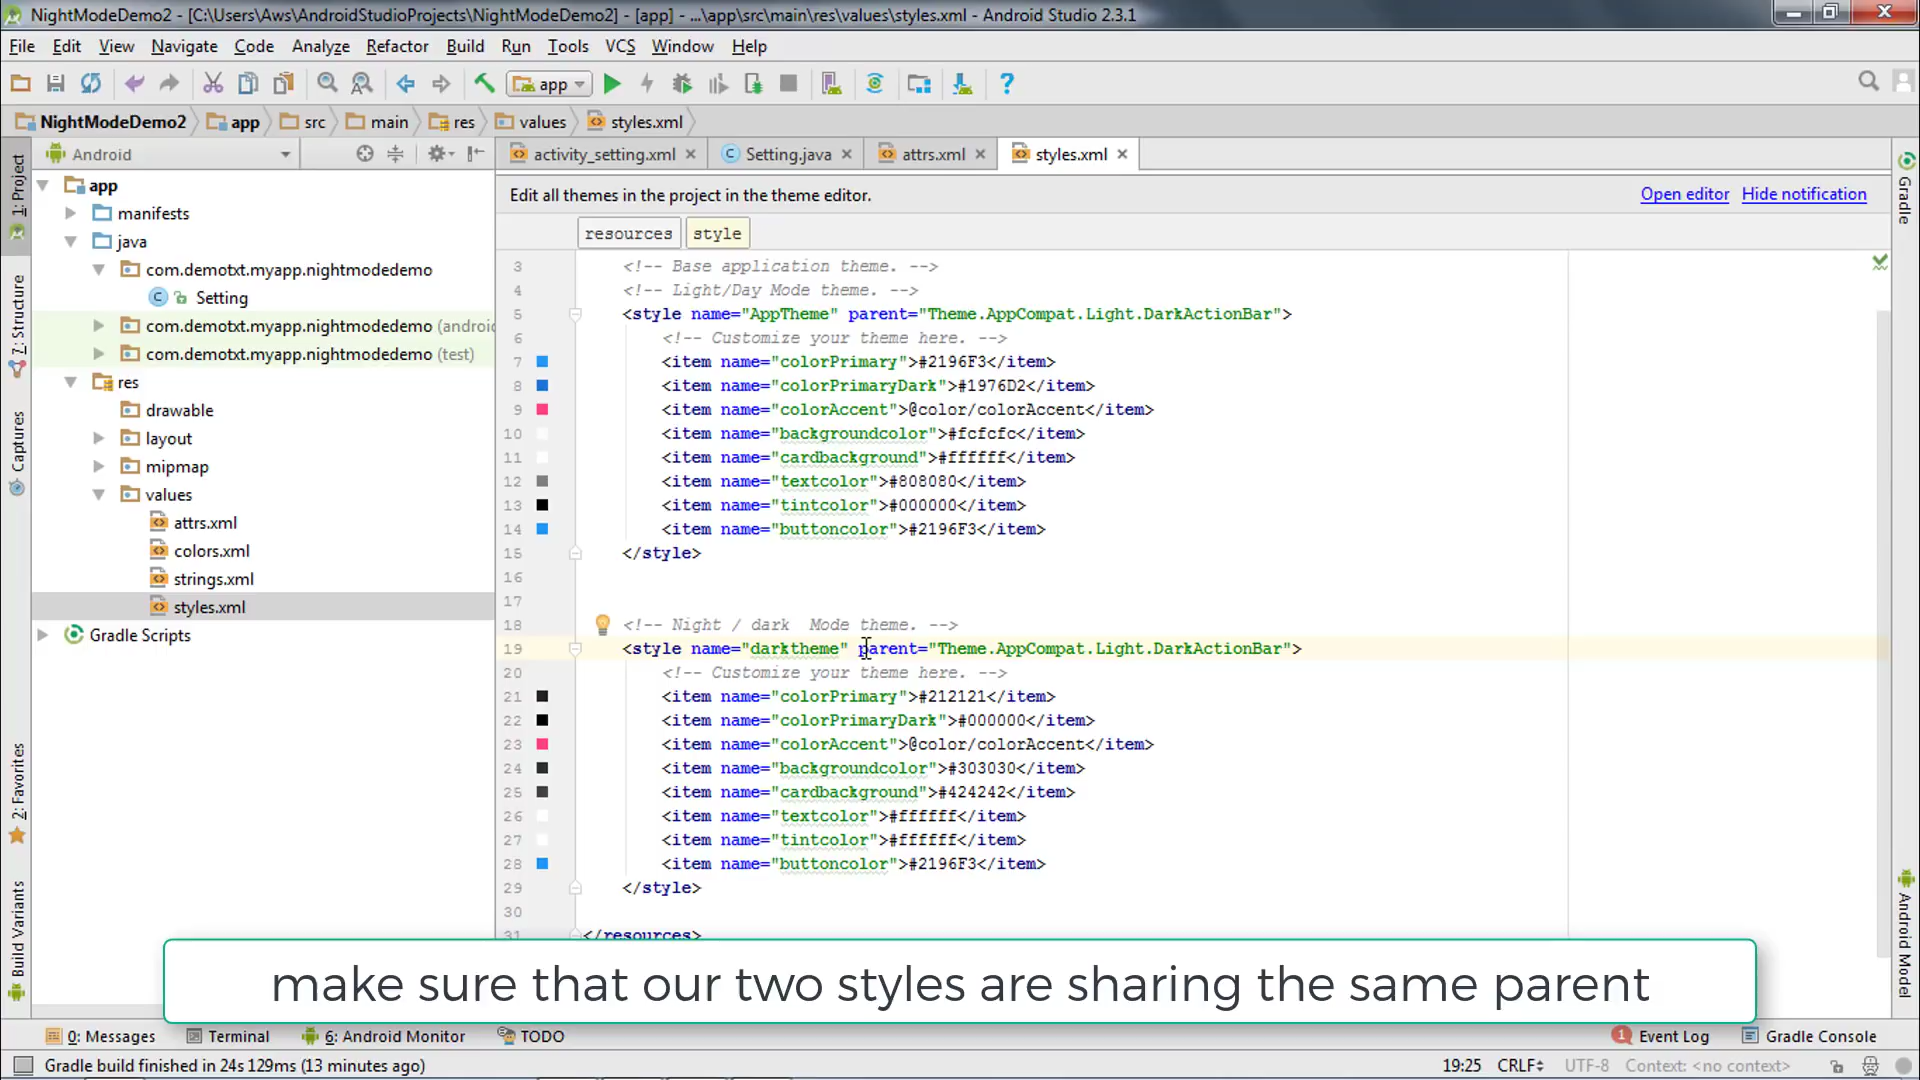 NightModeDemo2 - [C:\Users\Aws\AndroidStudioProjects\NightModeDemo2] - [app] - ...\app\src\main\res\values\styles.xml - Android Studio 2.3.1
File Edit View Navigate Code Analyze Refactor Build Run Tools VCS Window Help
app
NightModeDemo2 app src main res values styles.xml
Android
activity_setting.xml Setting.java attrs.xml styles.xml
Edit all themes in the project in the theme editor. Open editor Hide notification
resources style
1: Project
7: Structure
Captures
2: Favorites
Build Variants
app
manifests
java
com.demotxt.myapp.nightmodedemo
Setting
com.demotxt.myapp.nightmodedemo (androi
com.demotxt.myapp.nightmodedemo (test)
res
drawable
layout
mipmap
values
attrs.xml
colors.xml
strings.xml
styles.xml
Gradle Scripts
3 <!-- Base application theme. -->
4 <!-- Light/Day Mode theme. -->
5 <style name="AppTheme" parent="Theme.AppCompat.Light.DarkActionBar">
6 <!-- Customize your theme here. -->
7 <item name="colorPrimary">#2196F3</item>
8 <item name="colorPrimaryDark">#1976D2</item>
9 <item name="colorAccent">@color/colorAccent</item>
10 <item name="backgroundcolor">#fcfcfc</item>
11 <item name="cardbackground">#ffffff</item>
12 <item name="textcolor">#808080</item>
13 <item name="tintcolor">#000000</item>
14 <item name="buttoncolor">#2196F3</item>
15 </style>
16
17
18 <!-- Night / dark  Mode theme. -->
19 <style name="darktheme" parent="Theme.AppCompat.Light.DarkActionBar">
20 <!-- Customize your theme here. -->
21 <item name="colorPrimary">#212121</item>
22 <item name="colorPrimaryDark">#000000</item>
23 <item name="colorAccent">@color/colorAccent</item>
24 <item name="backgroundcolor">#303030</item>
25 <item name="cardbackground">#424242</item>
26 <item name="textcolor">#ffffff</item>
27 <item name="tintcolor">#ffffff</item>
28 <item name="buttoncolor">#2196F3</item>
29 </style>
30
31 </resources>
Gradle
Android Model
make sure that our two styles are sharing the same parent
0: Messages Terminal 6: Android Monitor TODO Event Log Gradle Console
Gradle build finished in 24s 129ms (13 minutes ago) 19:25 CRLF UTF-8 Context: <no context>